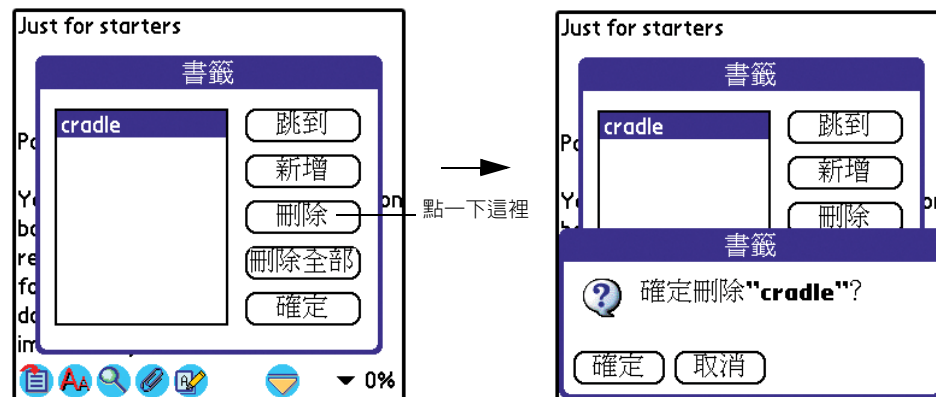 Just for starters
書籤
cradle
跳到
新增
刪除
刪除全部
確定
0%
點一下這裡
Just for starters
書籤
cradle
跳到
新增
刪除
書籤
確定刪除"cradle"?
確定
取消